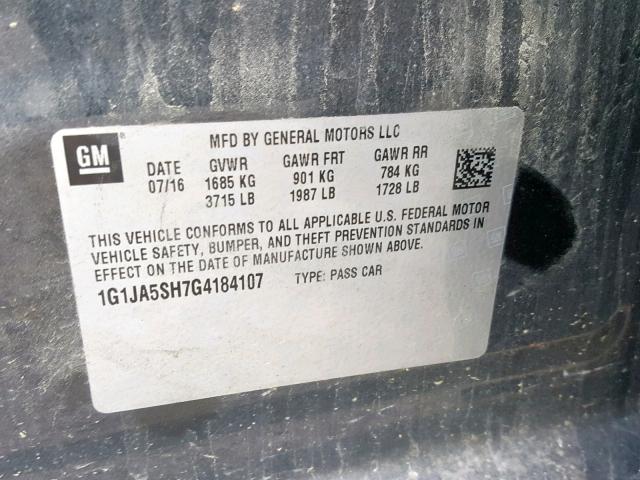 GM
MFD BY GENERAL MOTORS LLC
DATE GVWR GAWR FRT GAWR RR
07/16 1685 KG 901 KG 784 KG
3715 LB 1987 LB 1728 LB
THIS VEHICLE CONFORMS TO ALL APPLICABLE U.S. FEDERAL MOTOR
VEHICLE SAFETY, BUMPER, AND THEFT PREVENTION STANDARDS IN
EFFECT ON THE DATE OF MANUFACTURE SHOWN ABOVE.
1G1JA5SH7G4184107 TYPE: PASS CAR